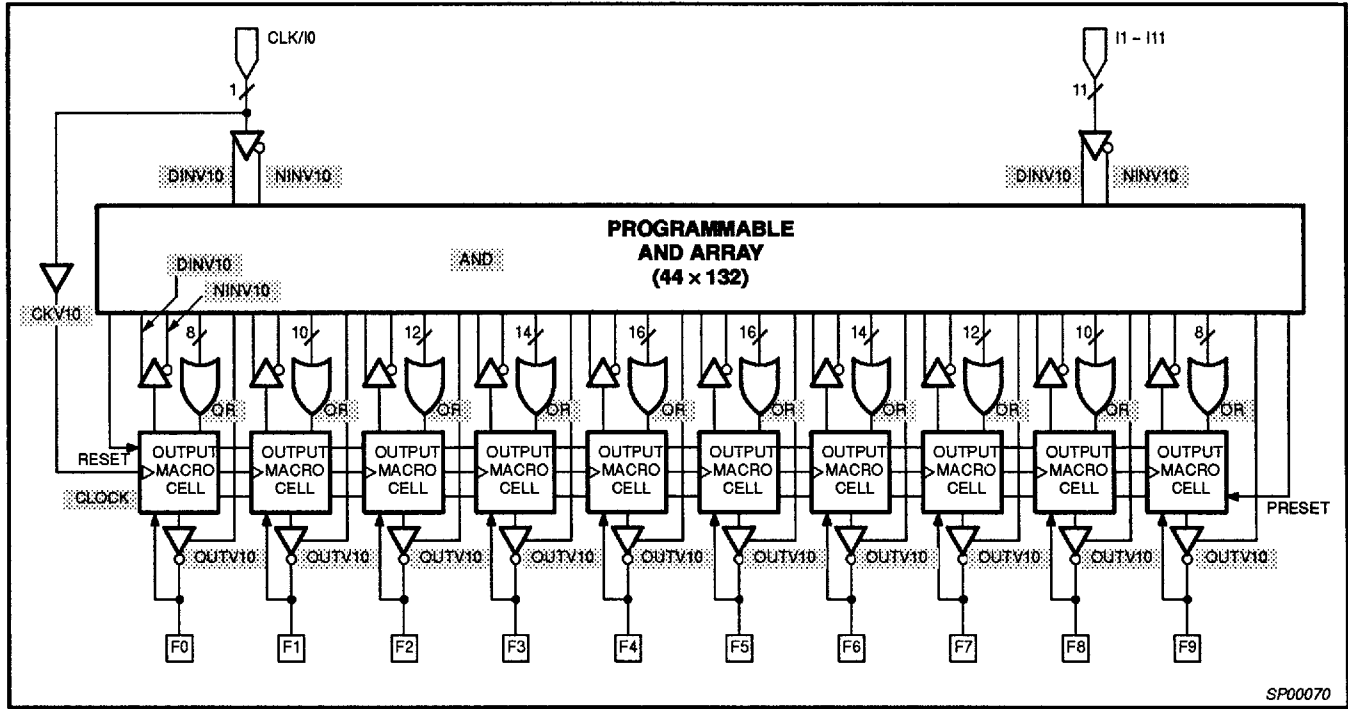 CLK/I0
I1 – I11
1
11
DINV10
NINV10
DINV10
NINV10
PROGRAMMABLE
AND ARRAY
(44 × 132)
AND
DINV10
NINV10
CKV10
8
10
12
14
16
16
14
12
10
8
OR
OR
OR
OR
OR
OR
OR
OR
OR
OR
RESET
CLOCK
OUTPUT
MACRO
CELL
OUTPUT
MACRO
CELL
OUTPUT
MACRO
CELL
OUTPUT
MACRO
CELL
OUTPUT
MACRO
CELL
OUTPUT
MACRO
CELL
OUTPUT
MACRO
CELL
OUTPUT
MACRO
CELL
OUTPUT
MACRO
CELL
OUTPUT
MACRO
CELL
PRESET
OUTV10
OUTV10
OUTV10
OUTV10
OUTV10
OUTV10
OUTV10
OUTV10
OUTV10
OUTV10
F0
F1
F2
F3
F4
F5
F6
F7
F8
F9
SP00070